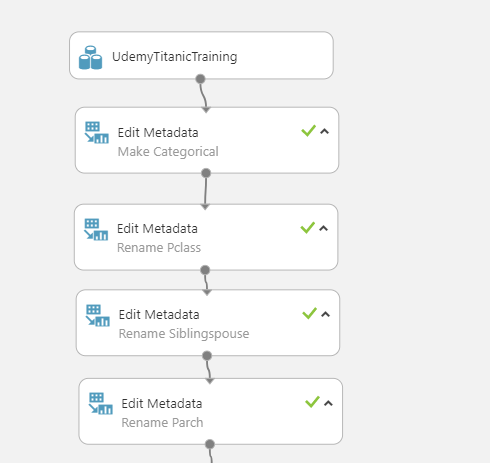 UdemyTitanicTraining
Edit Metadata
Make Categorical
Edit Metadata
Rename Pclass
Edit Metadata
Rename Siblingspouse
Edit Metadata
Rename Parch